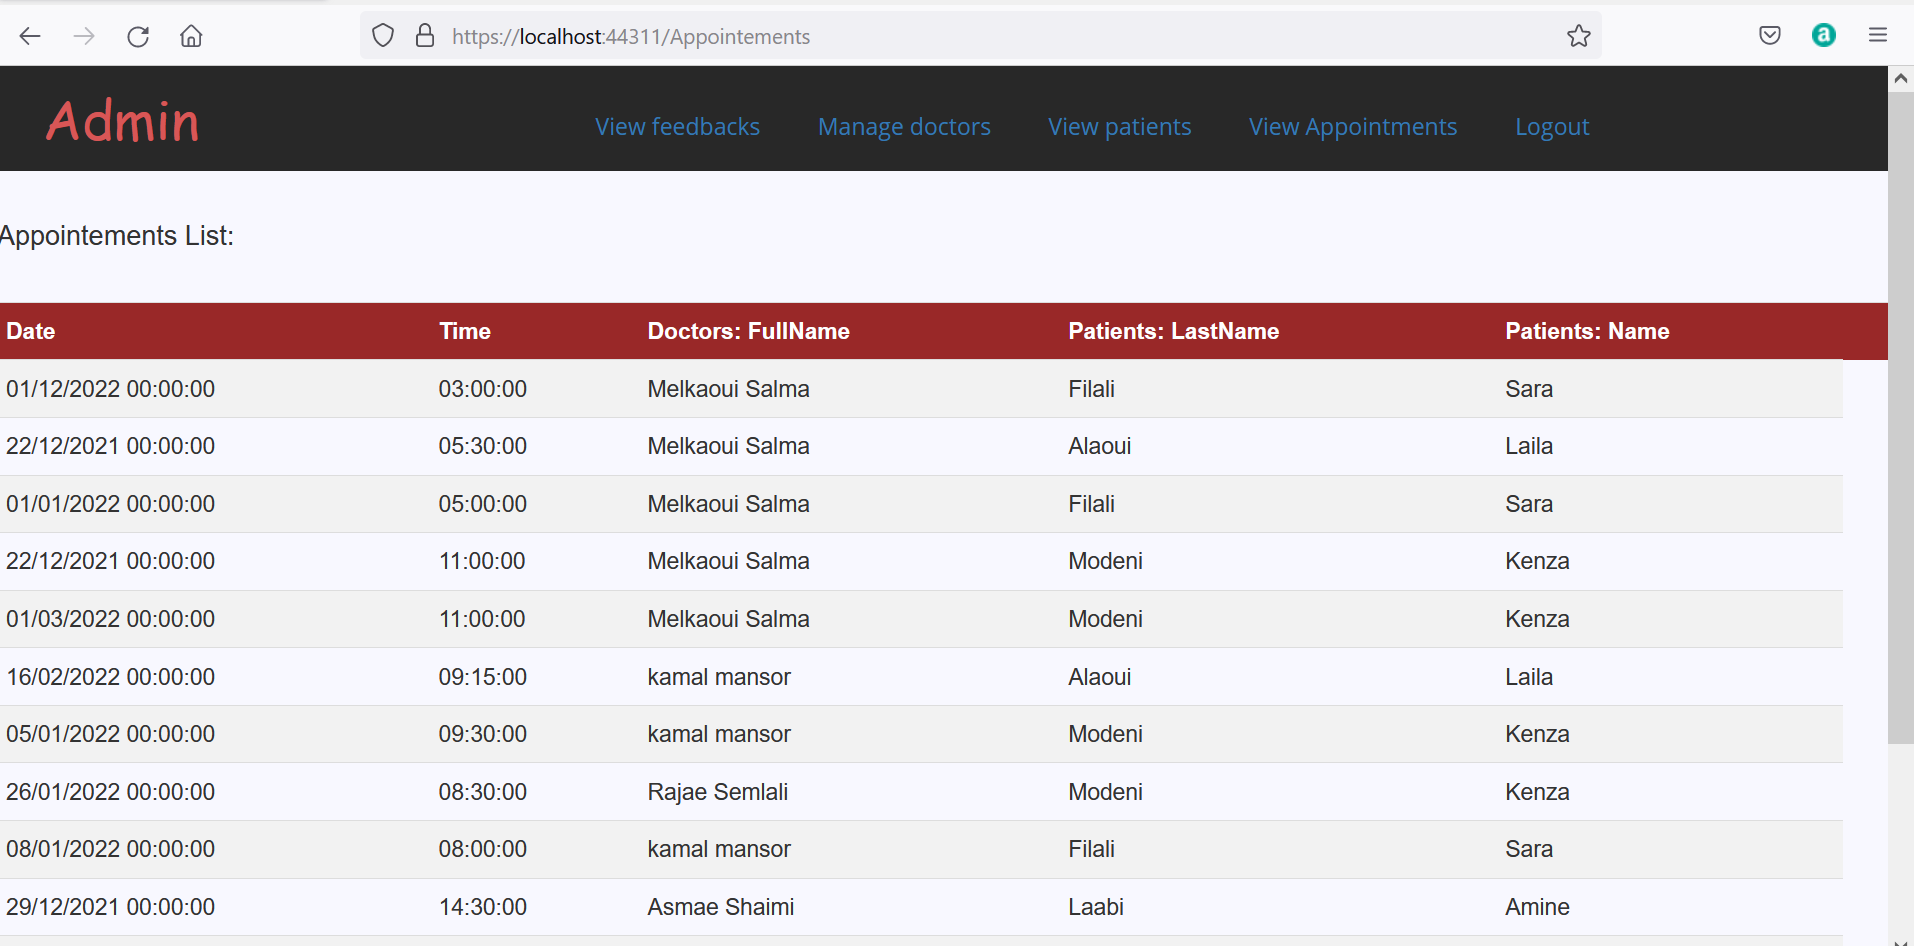 https://localhost:44311/Appointements
a
Admin View feedbacks Manage doctors View patients View Appointments Logout
Appointements List:
Date Time Doctors: FullName Patients: LastName Patients: Name
01/12/2022 00:00:00 03:00:00 Melkaoui Salma Filali Sara
22/12/2021 00:00:00 05:30:00 Melkaoui Salma Alaoui Laila
01/01/2022 00:00:00 05:00:00 Melkaoui Salma Filali Sara
22/12/2021 00:00:00 11:00:00 Melkaoui Salma Modeni Kenza
01/03/2022 00:00:00 11:00:00 Melkaoui Salma Modeni Kenza
16/02/2022 00:00:00 09:15:00 kamal mansor Alaoui Laila
05/01/2022 00:00:00 09:30:00 kamal mansor Modeni Kenza
26/01/2022 00:00:00 08:30:00 Rajae Semlali Modeni Kenza
08/01/2022 00:00:00 08:00:00 kamal mansor Filali Sara
29/12/2021 00:00:00 14:30:00 Asmae Shaimi Laabi Amine